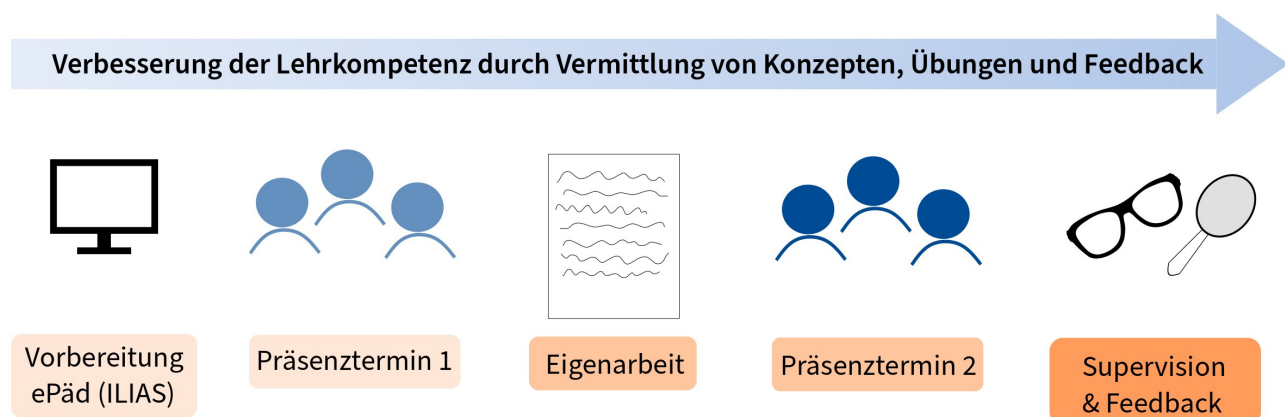 Verbesserung der Lehrkompetenz durch Vermittlung von Konzepten, Übungen und Feedback
Vorbereitung
ePäd (ILIAS)
Präsenztermin 1
Eigenarbeit
Präsenztermin 2
Supervision
& Feedback